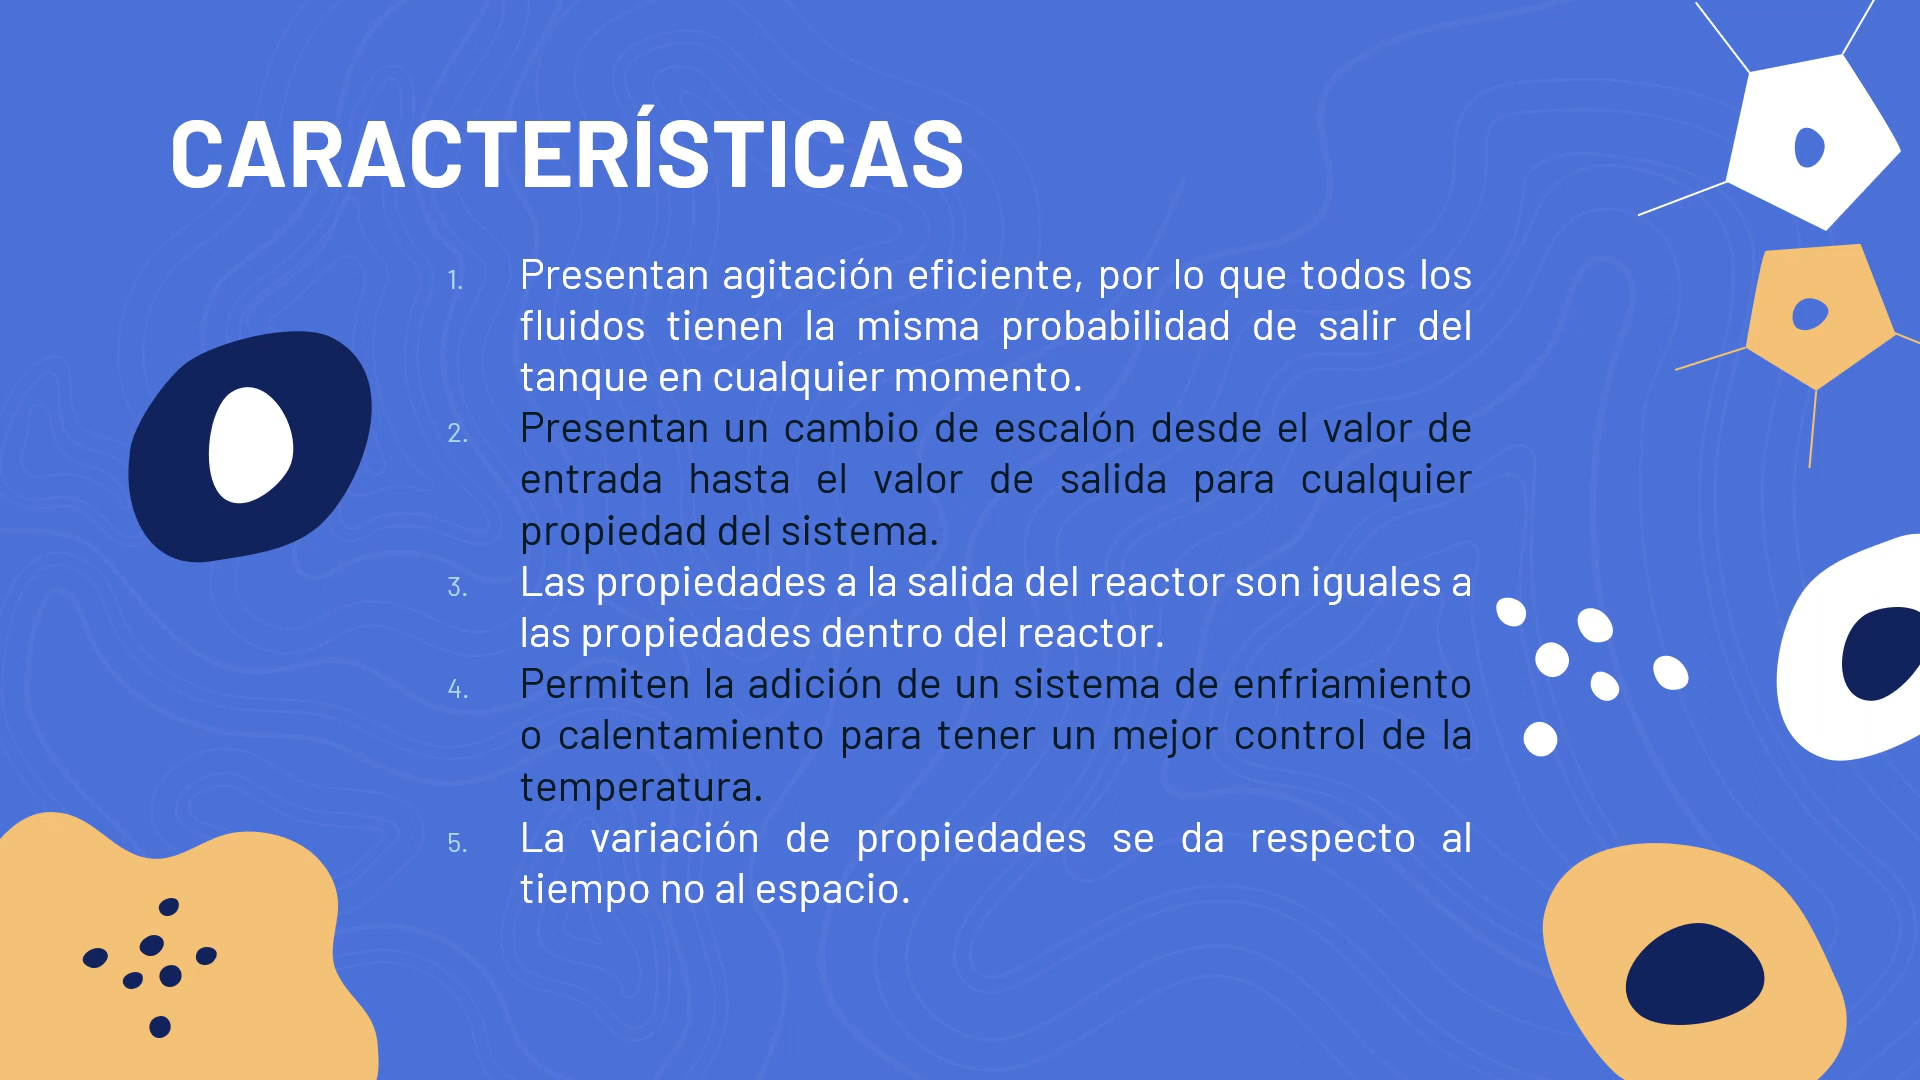 CARACTERÍSTICAS
1. Presentan agitación eficiente, por lo que todos los
fluidos tienen la misma probabilidad de salir del
tanque en cualquier momento.
2. Presentan un cambio de escalón desde el valor de
entrada hasta el valor de salida para cualquier
propiedad del sistema.
3. Las propiedades a la salida del reactor son iguales a
las propiedades dentro del reactor.
4. Permiten la adición de un sistema de enfriamiento
o calentamiento para tener un mejor control de la
temperatura.
5. La variación de propiedades se da respecto al
tiempo no al espacio.